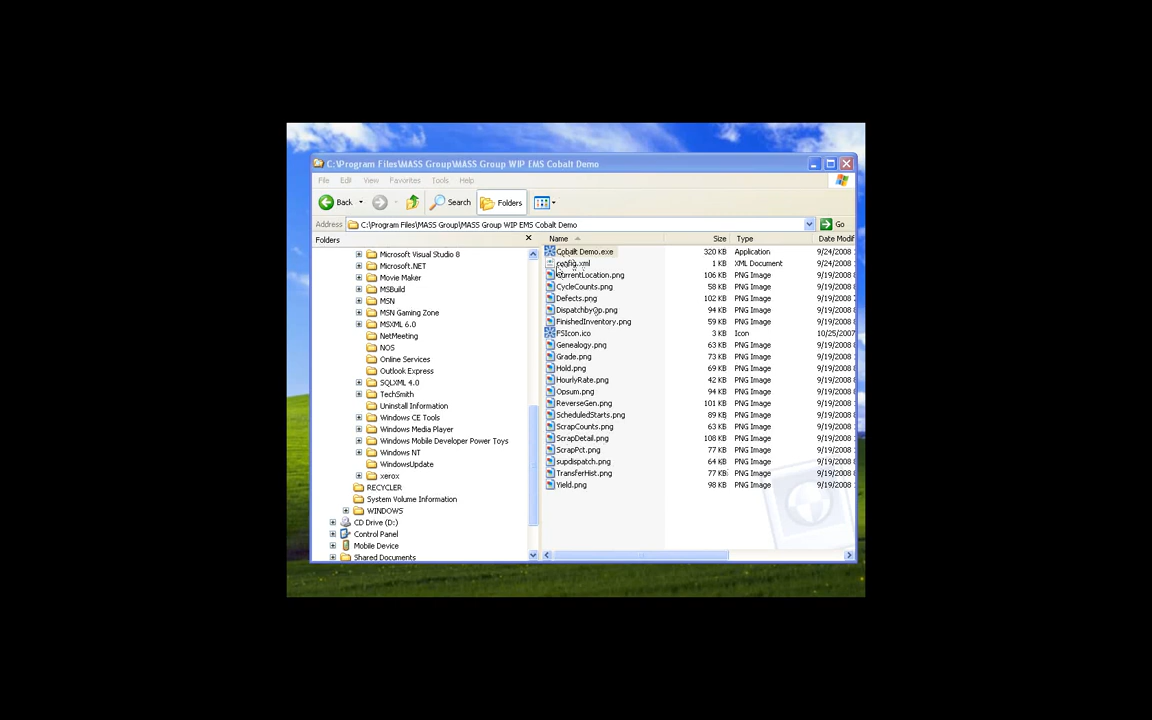 C:\Program Files\MASS Group\MASS Group WIP EMS Cobalt Demo
File Edit View Favorites Tools Help
Back Search Folders
Address C:\Program Files\MASS Group\MASS Group WIP EMS Cobalt Demo Go
Folders
Microsoft Visual Studio 8
Microsoft.NET
Movie Maker
MSBuild
MSN
MSN Gaming Zone
MSXML 6.0
NetMeeting
NOS
Online Services
Outlook Express
SQLXML 4.0
TechSmith
Uninstall Information
Windows CE Tools
Windows Media Player
Windows Mobile Developer Power Toys
Windows NT
WindowsUpdate
xerox
RECYCLER
System Volume Information
WINDOWS
CD Drive (D:)
Control Panel
Mobile Device
Shared Documents
Name Size Type Date Modif
Cobalt Demo.exe 320 KB Application 9/24/2008
config.xml 1 KB XML Document 9/24/2008
CurrentLocation.png 106 KB PNG Image 9/19/2008
CycleCounts.png 58 KB PNG Image 9/19/2008
Defects.png 102 KB PNG Image 9/19/2008
DispatchbyOp.png 94 KB PNG Image 9/19/2008
FinishedInventory.png 59 KB PNG Image 9/19/2008
FSIcon.ico 3 KB Icon 10/25/2007
Genealogy.png 63 KB PNG Image 9/19/2008
Grade.png 73 KB PNG Image 9/19/2008
Hold.png 69 KB PNG Image 9/19/2008
HourlyRate.png 42 KB PNG Image 9/19/2008
Opsum.png 94 KB PNG Image 9/19/2008
ReverseGen.png 101 KB PNG Image 9/19/2008
ScheduledStarts.png 89 KB PNG Image 9/19/2008
ScrapCounts.png 63 KB PNG Image 9/19/2008
ScrapDetail.png 108 KB PNG Image 9/19/2008
ScrapPct.png 77 KB PNG Image 9/19/2008
supdispatch.png 64 KB PNG Image 9/19/2008
TransferHist.png 77 KB PNG Image 9/19/2008
Yield.png 98 KB PNG Image 9/19/2008